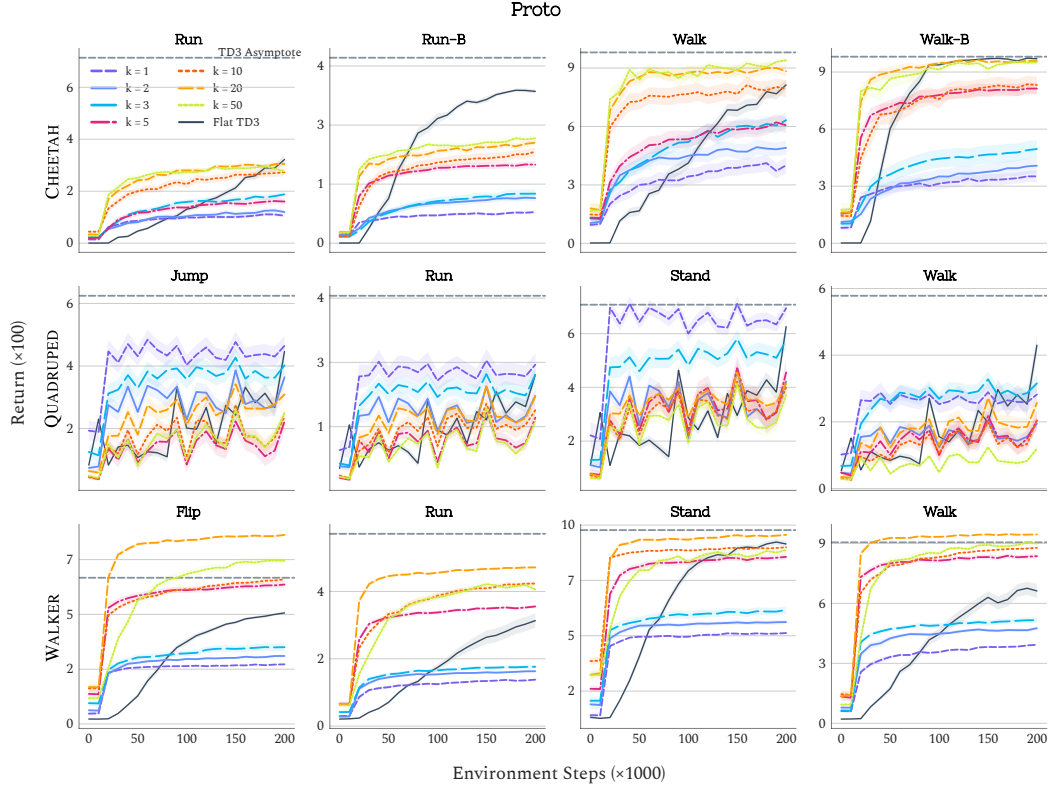 Proto
Run
Run-B
Walk
Walk-B
TD3 Asymptote
k = 1
k = 2
k = 3
k = 5
k = 10
k = 20
k = 50
Flat TD3
6
4
2
0
4
3
1
0
9
6
3
0
9
6
3
0
CHEETAH
Jump
Run
Stand
Walk
6
4
2
4
3
1
6
4
2
6
4
2
0
QUADRUPED
Return (×100)
Flip
Run
Stand
Walk
7
5
2
0
4
2
0
10
7
5
2
9
6
3
0
WALKER
0 50 100 150 200
0 50 100 150 200
0 50 100 150 200
0 50 100 150 200
Environment Steps (×1000)